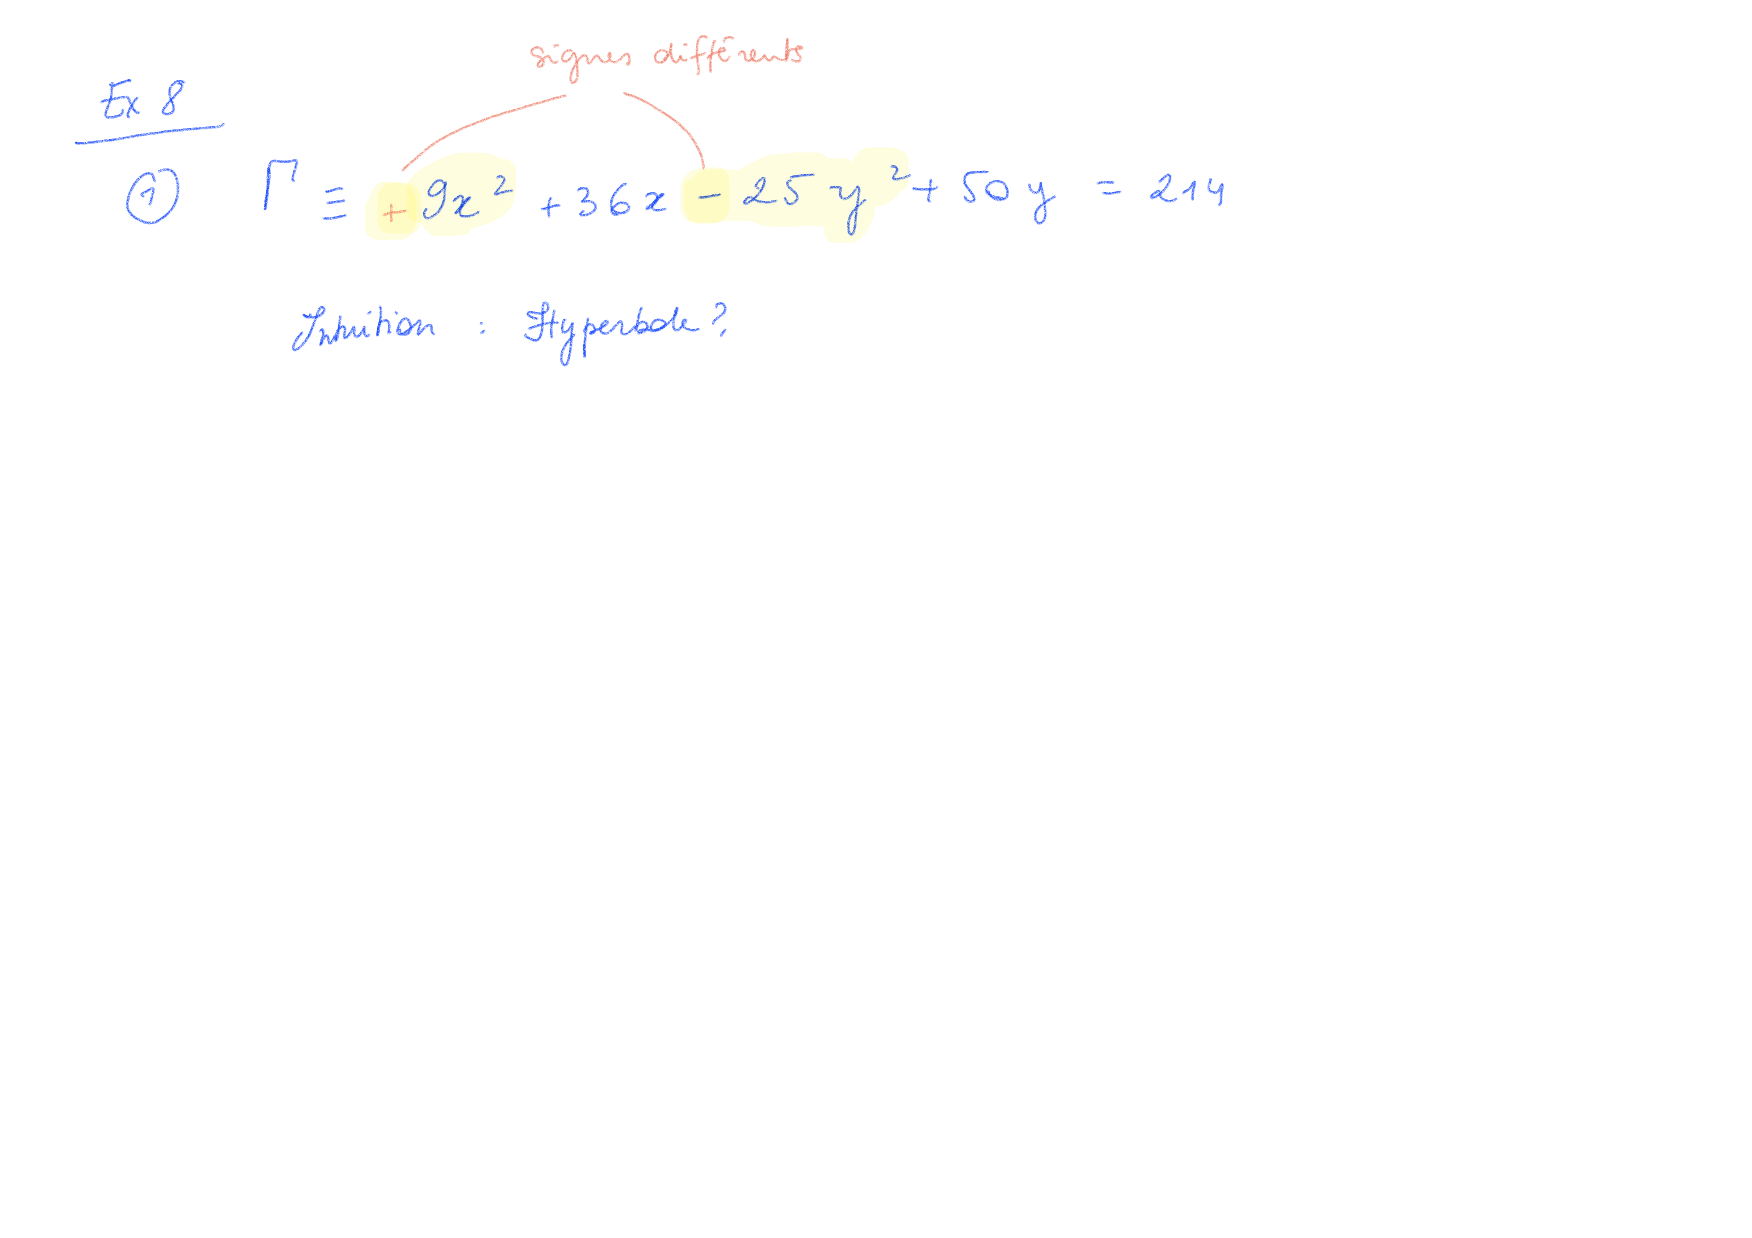 signes différents
Ex 8
① Γ ≡ + 9x² + 36x - 25y² + 50y = 214
Intuition : Hyperbole ?